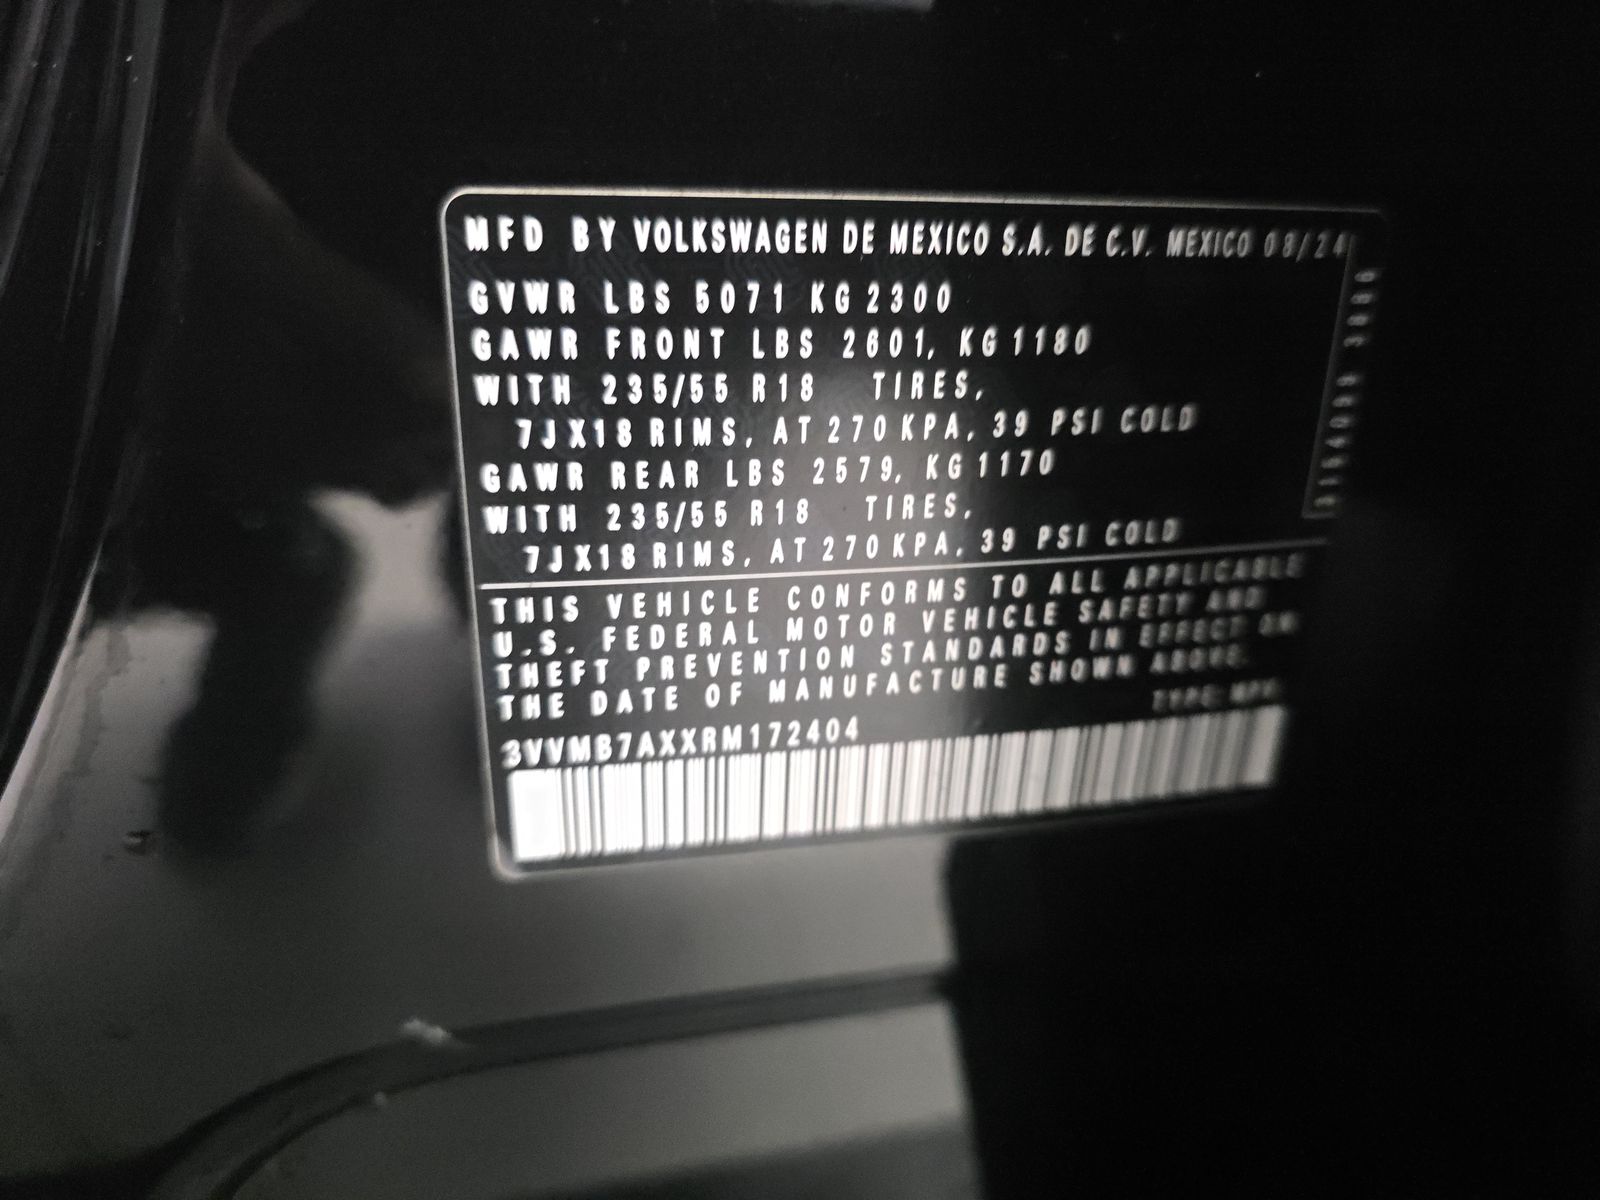 MFD BY VOLKSWAGEN DE MEXICO S.A. DE C.V. MEXICO 08/24
GVWR LBS 5071 KG 2300
GAWR FRONT LBS 2601, KG 1180
WITH 235/55 R18 TIRES,
7JX18 RIMS, AT 270 KPA, 39 PSI COLD
GAWR REAR LBS 2579, KG 1170
WITH 235/55 R18 TIRES,
7JX18 RIMS, AT 270 KPA, 39 PSI COLD
THIS VEHICLE CONFORMS TO ALL APPLICABLE
U.S. FEDERAL MOTOR VEHICLE SAFETY AND
THEFT PREVENTION STANDARDS IN EFFECT ON
THE DATE OF MANUFACTURE SHOWN ABOVE.
TYPE: MPV
3VVMB7AXXRM172404